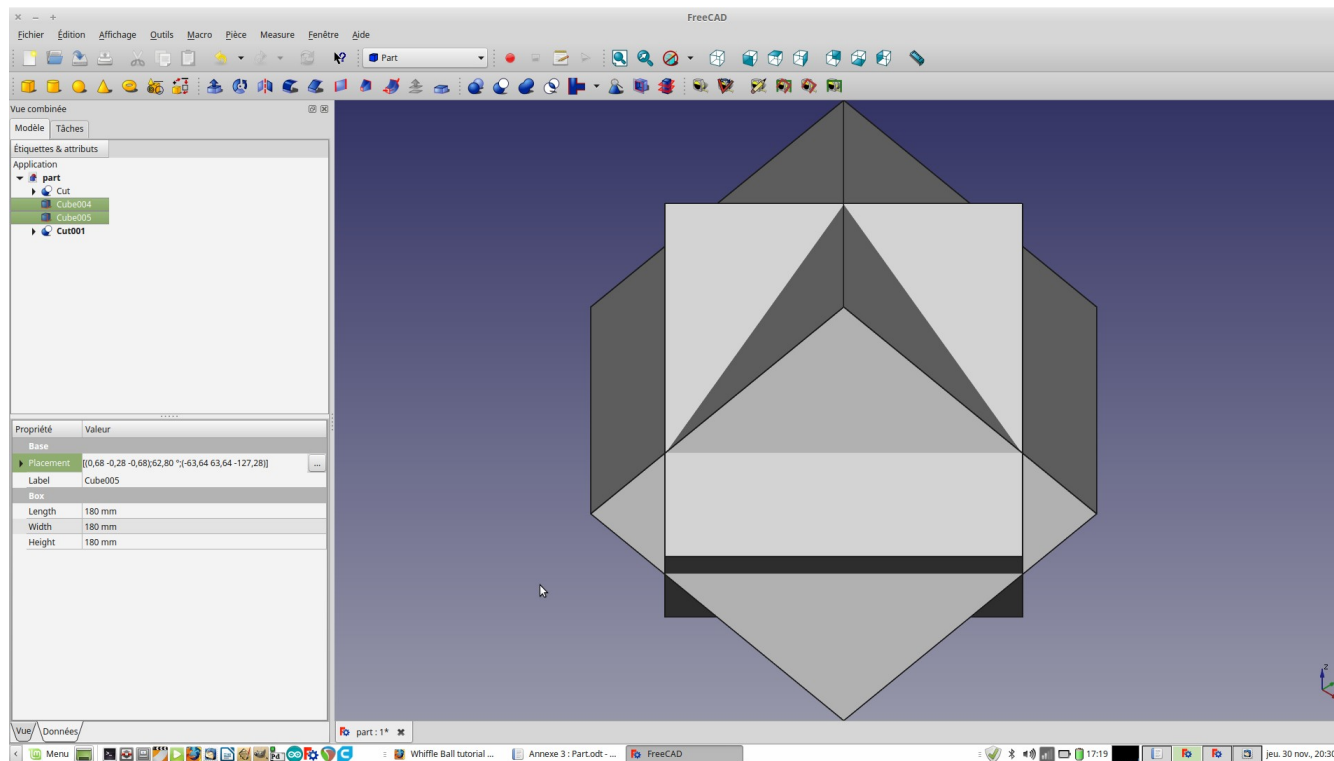 FreeCAD
Fichier Édition Affichage Outils Macro Pièce Measure Fenêtre Aide
Part
Vue combinée
Modèle Tâches
Étiquettes & attributs
Application
part
Cut
Cube004
Cube005
Cut001
Propriété Valeur
Base
Placement [(0,68 -0,28 -0,68);62,80 °;(-63,64 63,64 -127,28)] ...
Label Cube005
Box
Length 180 mm
Width 180 mm
Height 180 mm
Z
Vue Données part : 1*
Menu Pd Whiffle Ball tutorial ... Annexe 3 : Part.odt - ... FreeCAD 17:19 jeu. 30 nov., 20:30